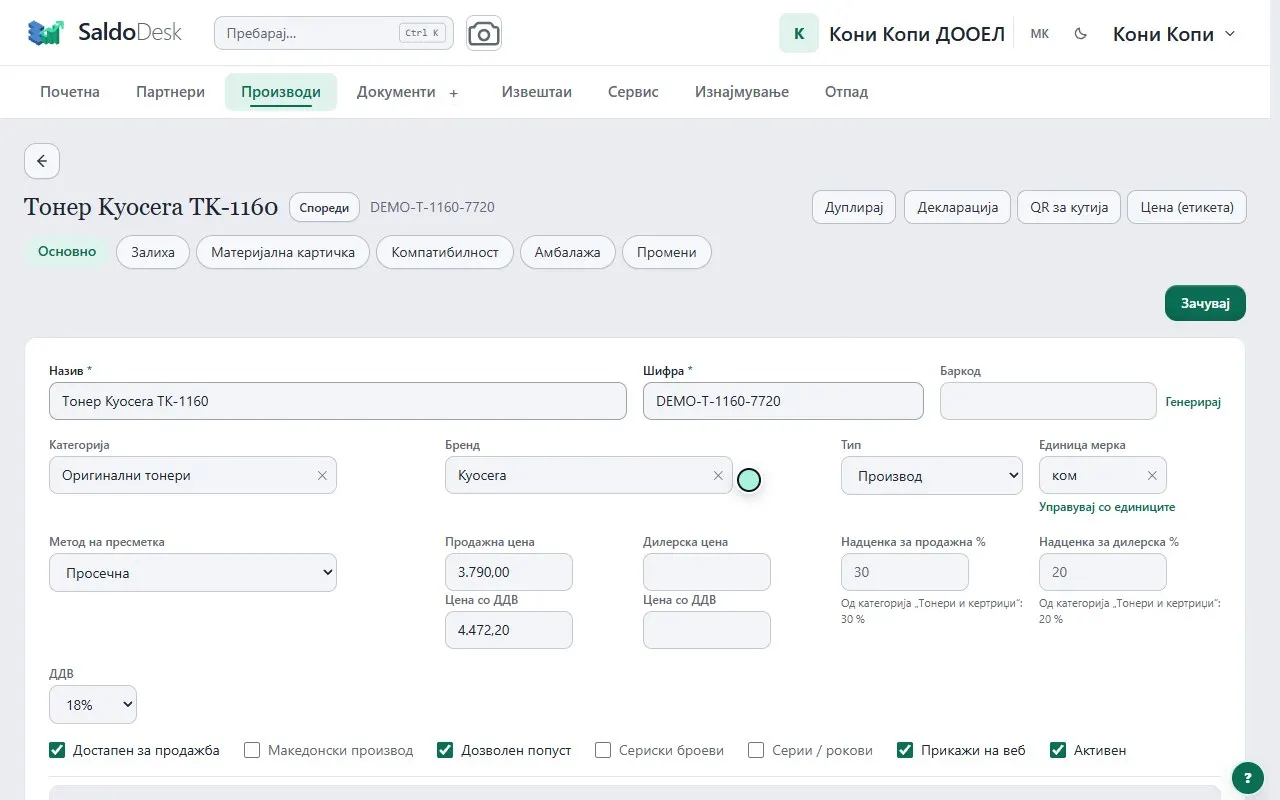 SaldoDesk
Пребарај...
Ctrl K
К
Кони Копи ДООЕЛ
МК
Кони Копи
Почетна
Партнери
Производи
Документи +
Извештаи
Сервис
Изнајмување
Отпад
Тонер Kyocera TK-1160
Спореди
DEMO-T-1160-7720
Дуплирај
Декларација
QR за кутија
Цена (етикета)
Основно
Залиха
Материјална картичка
Компатибилност
Амбалажа
Промени
Зачувај
Назив *
Шифра *
Баркод
Тонер Kyocera TK-1160
DEMO-T-1160-7720
Генерирај
Категорија
Бренд
Тип
Единица мерка
Оригинални тонери
Kyocera
Производ
ком
Управувај со единиците
Метод на пресметка
Продажна цена
Дилерска цена
Надценка за продажна %
Надценка за дилерска %
Просечна
3.790,00
30
20
Цена со ДДВ
Цена со ДДВ
Од категорија „Тонери и кертриџи“:
30 %
Од категорија „Тонери и кертриџи“:
20 %
4.472,20
ДДВ
18%
Достапен за продажба
Македонски производ
Дозволен попуст
Сериски броеви
Серии / рокови
Прикажи на веб
Активен
?